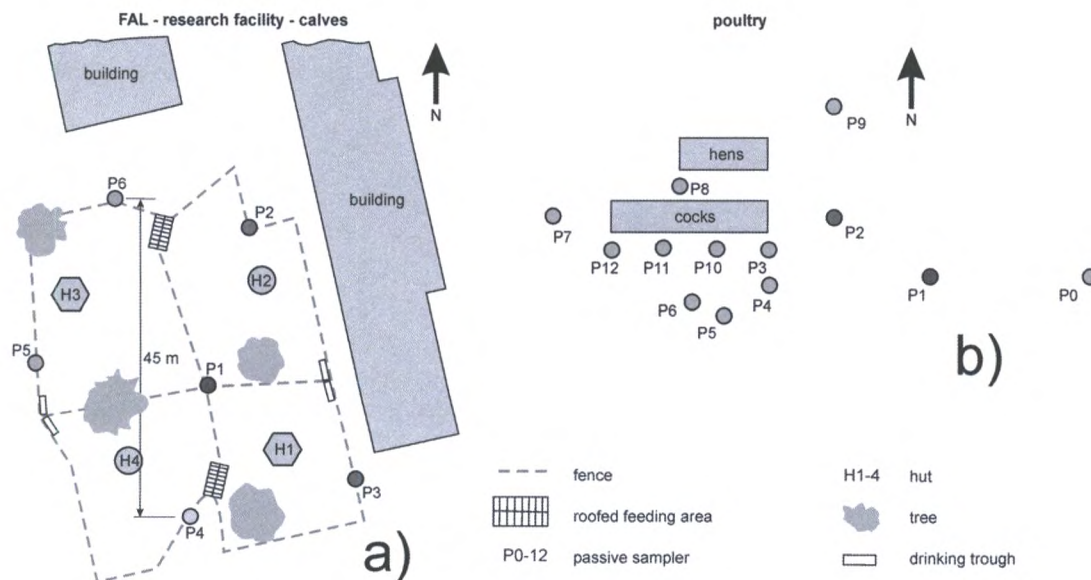 FAL - research facility - calves
building
N
building
P6
P2
H3
H2
P5
45 m
P1
H1
H4
P3
P4
a)
poultry
N
P9
hens
P8
cocks
P7
P2
P12
P11
P10
P3
P4
P6
P5
P1
P0
b)
fence
roofed feeding area
P0-12 passive sampler
H1-4 hut
tree
drinking trough